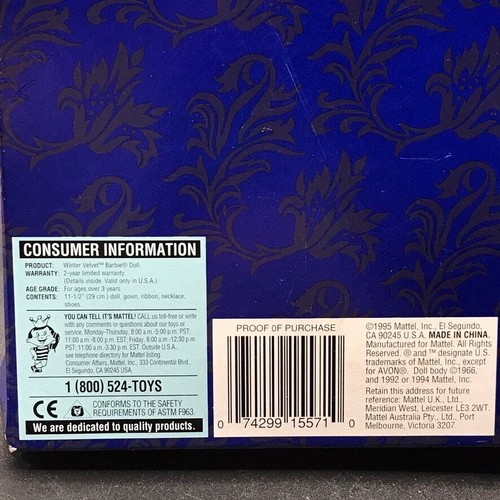 CONSUMER INFORMATION
PRODUCT: Winter Velvet™ Barbie® Doll.
WARRANTY: 2-year limited warranty.
(Details inside. Valid only in U.S.A.)
AGE GRADE: For ages over 3 years
CONTENTS: 11-1/2" (29 cm.) doll, gown, ribbon, necklace,
shoes.
YOU CAN TELL IT'S MATTEL! CALL us toll-free or write
with any comments or questions about our toys or
service. Monday-Thursday, 8:00 a.m.-5:00 p.m. PST;
11:00 a.m.-8:00 p.m. EST; Friday, 8:00 a.m.-12:30 p.m.
PST; 11:00 a.m.-3:30 p.m. EST. Outside U.S.A.,
see telephone directory for Mattel listing.
Consumer Affairs, Mattel, Inc., 333 Continental Blvd.,
El Segundo, CA 90245 USA.
1 (800) 524-TOYS
CE
CONFORMS TO THE SAFETY
REQUIREMENTS OF ASTM F963.
We are dedicated to quality products.
PROOF OF PURCHASE
0 74299 15571 0
©1995 Mattel, Inc., El Segundo,
CA 90245 U.S.A. MADE IN CHINA.
Manufactured for Mattel. All Rights
Reserved. ® and ™ designate U.S.
trademarks of Mattel, Inc., except
for AVON®. Doll body ©1966,
and 1992 or 1994 Mattel, Inc.
Retain this address for future
reference: Mattel U.K., Ltd.,
Meridian West, Leicester LE3 2WT.
Mattel Australia Pty., Ltd., Port
Melbourne, Victoria 3207.